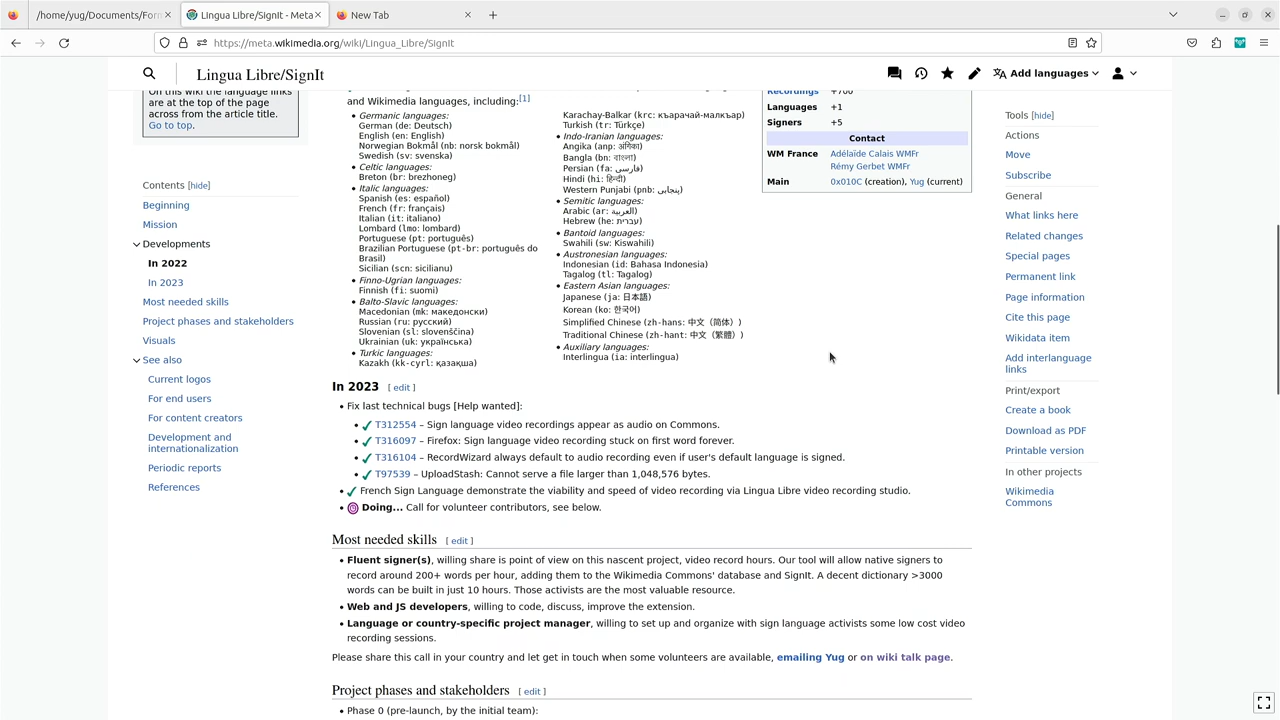 /home/yug/Documents/Forn
Lingua Libre/SignIt - Meta
New Tab
https://meta.wikimedia.org/wiki/Lingua_Libre/SignIt
Lingua Libre/SignIt
Add languages
On this wiki the language links
are at the top of the page
across from the article title.
Go to top.
Contents [hide]
Beginning
Mission
Developments
In 2022
In 2023
Most needed skills
Project phases and stakeholders
Visuals
See also
Current logos
For end users
For content creators
Development and
internationalization
Periodic reports
References
and Wikimedia languages, including:[1]
Germanic languages:
German (de: Deutsch)
English (en: English)
Norwegian Bokmål (nb: norsk bokmål)
Swedish (sv: svenska)
Celtic languages:
Breton (br: brezhoneg)
Italic languages:
Spanish (es: español)
French (fr: français)
Italian (it: italiano)
Lombard (lmo: lombard)
Portuguese (pt: português)
Brazilian Portuguese (pt-br: português do
Brasil)
Sicilian (scn: sicilianu)
Finno-Ugrian languages:
Finnish (fi: suomi)
Balto-Slavic languages:
Macedonian (mk: македонски)
Russian (ru: русский)
Slovenian (sl: slovenščina)
Ukrainian (uk: українська)
Turkic languages:
Kazakh (kk-cyrl: қазақша)
Karachay-Balkar (krc: къарачай-малкъар)
Turkish (tr: Türkçe)
Indo-Iranian languages:
Angika (anp: अंगिका)
Bangla (bn: বাংলা)
Persian (fa: فارسی)
Hindi (hi: हिन्दी)
Western Punjabi (pnb: پنجابی)
Semitic languages:
Arabic (ar: العربية)
Hebrew (he: עברית)
Bantoid languages:
Swahili (sw: Kiswahili)
Austronesian languages:
Indonesian (id: Bahasa Indonesia)
Tagalog (tl: Tagalog)
Eastern Asian languages:
Japanese (ja: 日本語)
Korean (ko: 한국어)
Simplified Chinese (zh-hans: 中文（简体）)
Traditional Chinese (zh-hant: 中文（繁體）)
Auxiliary languages:
Interlingua (ia: interlingua)
Recordings +700
Languages +1
Signers +5
Contact
WM France Adélaïde Calais WMFr
Rémy Gerbet WMFr
Main 0x010C (creation), Yug (current)
In 2023 [ edit ]
Fix last technical bugs [Help wanted]:
T312554 – Sign language video recordings appear as audio on Commons.
T316097 – Firefox: Sign language video recording stuck on first word forever.
T316104 – RecordWizard always default to audio recording even if user's default language is signed.
T97539 – UploadStash: Cannot serve a file larger than 1,048,576 bytes.
French Sign Language demonstrate the viability and speed of video recording via Lingua Libre video recording studio.
Doing... Call for volunteer contributors, see below.
Most needed skills [ edit ]
Fluent signer(s), willing share is point of view on this nascent project, video record hours. Our tool will allow native signers to
record around 200+ words per hour, adding them to the Wikimedia Commons' database and SignIt. A decent dictionary >3000
words can be built in just 10 hours. Those activists are the most valuable resource.
Web and JS developers, willing to code, discuss, improve the extension.
Language or country-specific project manager, willing to set up and organize with sign language activists some low cost video
recording sessions.
Please share this call in your country and let get in touch when some volunteers are available, emailing Yug or on wiki talk page.
Project phases and stakeholders [ edit ]
Phase 0 (pre-launch, by the initial team):
Tools [hide]
Actions
Move
Subscribe
General
What links here
Related changes
Special pages
Permanent link
Page information
Cite this page
Wikidata item
Add interlanguage
links
Print/export
Create a book
Download as PDF
Printable version
In other projects
Wikimedia
Commons